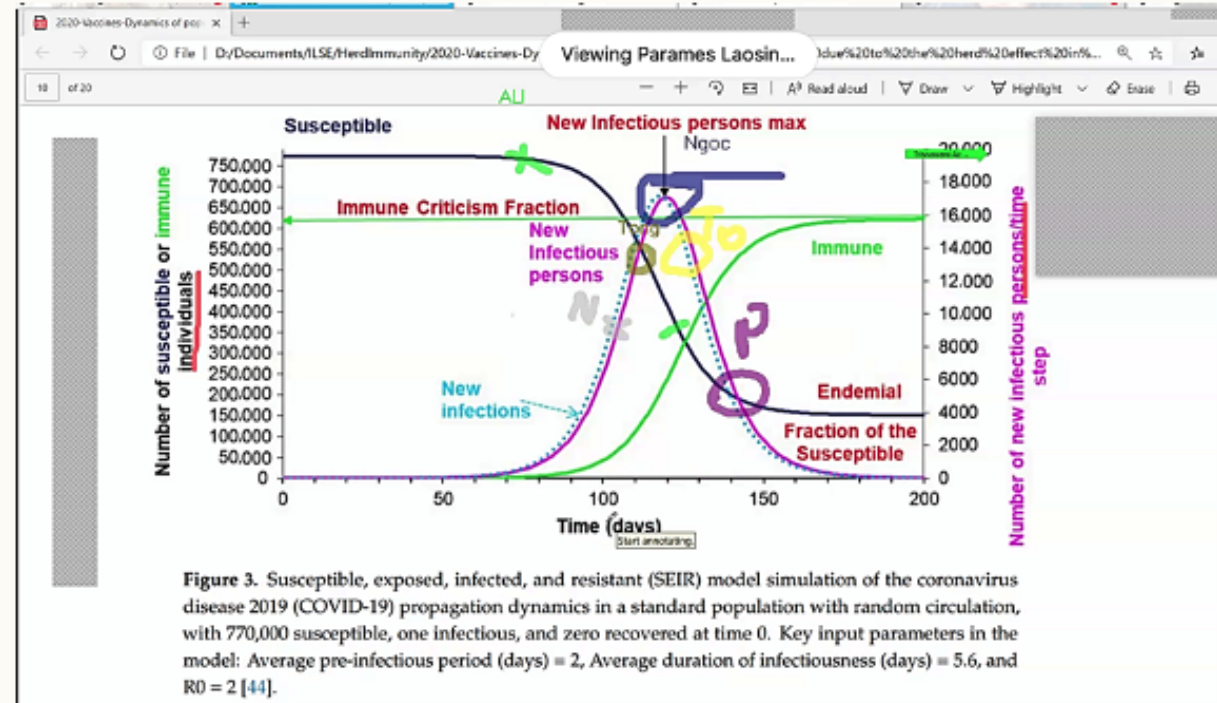 2020-Vaccines-Dynamics of pop
File
D:/Documents/ILSE/HerdImmunity/2020-Vaccines-Dy
Viewing Parames Laosin...
due%20to%20the%20herd%20effect%20in%...
10 of 20
Read aloud
Draw
Highlight
Erase
ALI
Susceptible
New Infectious persons max
Ngoc
750.000
700.000
650.000
600.000
550.000
500.000
450.000
400.000
350.000
300.000
250.000
200.000
150.000
100.000
50.000
0
Number of susceptible or immune
individuals
Immune Criticism Fraction
New
Infectious
persons
Immune
N
P
New
infections
Endemial
Fraction of the
Susceptible
20.000
18.000
16.000
14.000
12.000
10.000
8000
6000
4000
2000
0
Number of new infectious persons/time
step
0 50 100 150 200
Time (days)
Start annotating.
Figure 3. Susceptible, exposed, infected, and resistant (SEIR) model simulation of the coronavirus
disease 2019 (COVID-19) propagation dynamics in a standard population with random circulation,
with 770,000 susceptible, one infectious, and zero recovered at time 0. Key input parameters in the
model: Average pre-infectious period (days) = 2, Average duration of infectiousness (days) = 5.6, and
R0 = 2 [44].